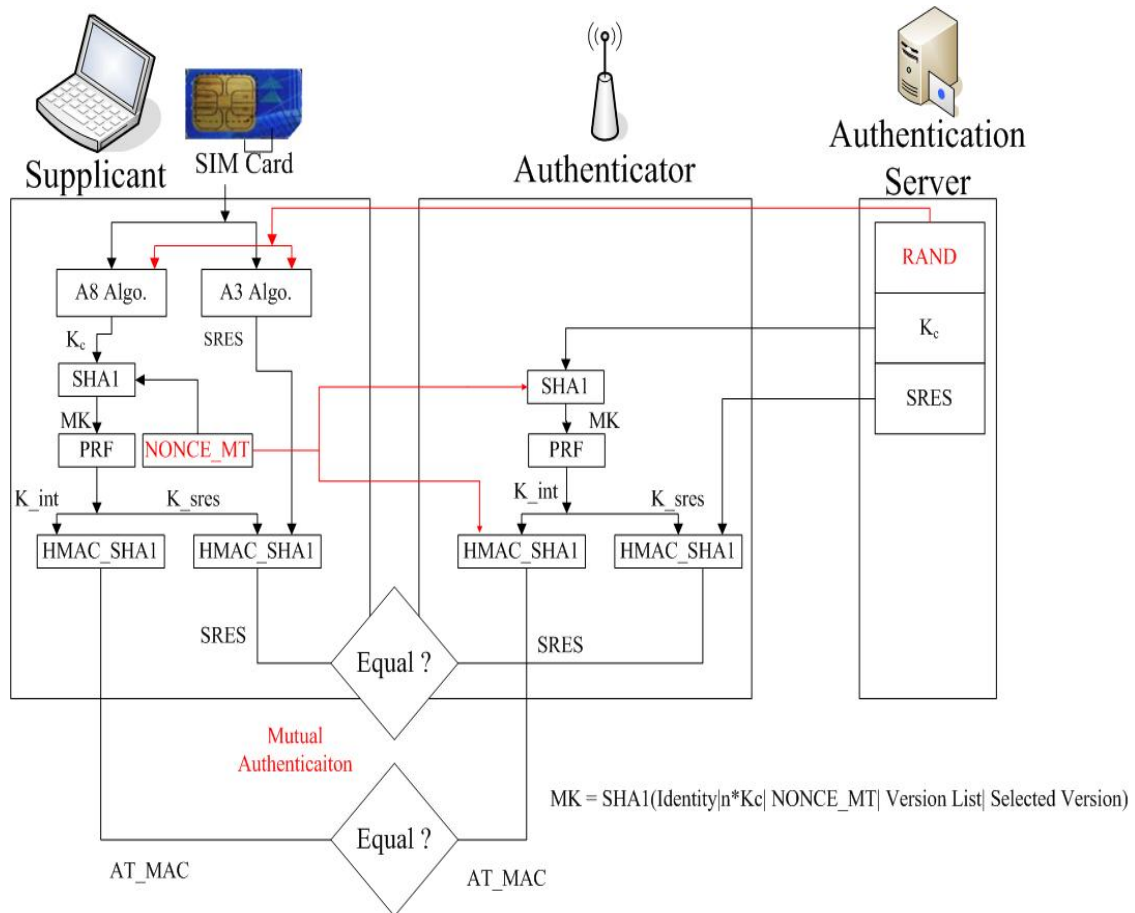 Supplicant
SIM Card
Authenticator
Authentication
Server
RAND
A8 Algo.
A3 Algo.
K_c
SRES
K_c
SHA1
SHA1
SRES
MK
MK
PRF
NONCE_MT
PRF
K_int
K_sres
K_int
K_sres
HMAC_SHA1
HMAC_SHA1
HMAC_SHA1
HMAC_SHA1
SRES
Equal ?
SRES
Mutual
Authenticaiton
MK = SHA1(Identity|n*Kc| NONCE_MT| Version List| Selected Version)
Equal ?
AT_MAC
AT_MAC